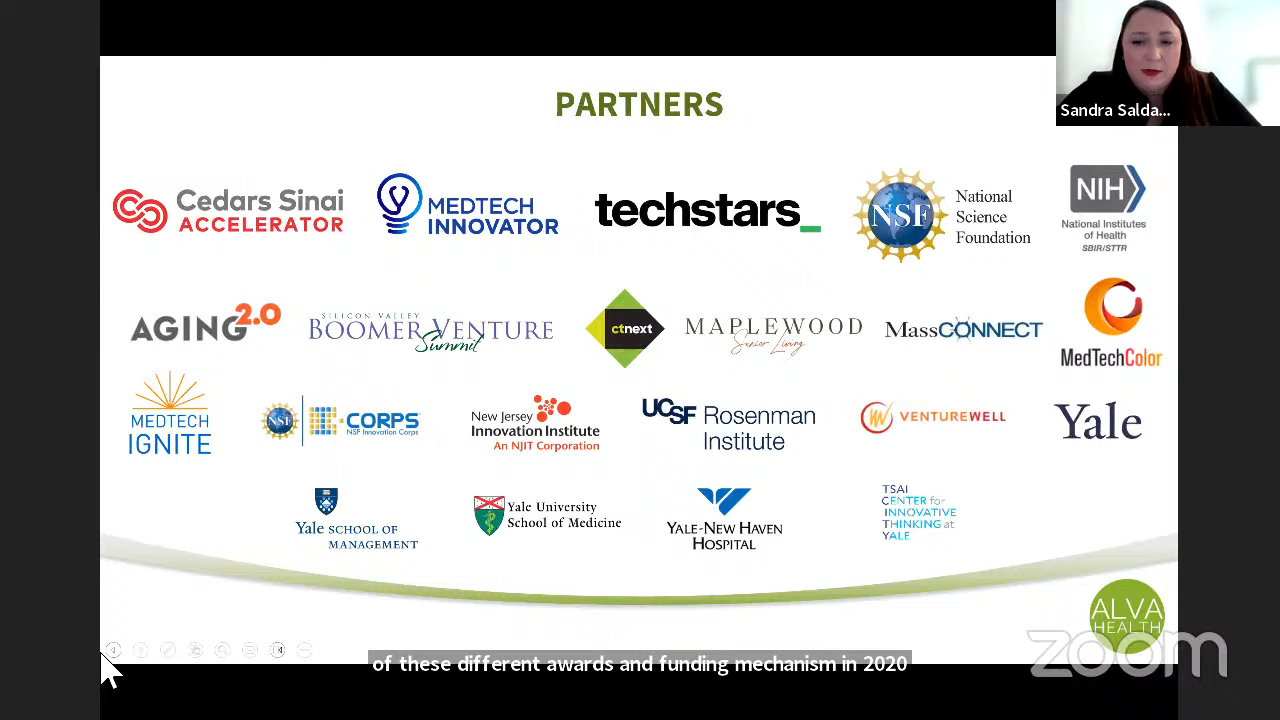 PARTNERS
Sandra Salda...
Cedars Sinai
ACCELERATOR
MEDTECH
INNOVATOR
techstars_
NSF
National
Science
Foundation
NIH
National Institutes
of Health
SBIR/STTR
AGING2.0
SILICON VALLEY
BOOMER VENTURE
Summit
ctnext
MAPLEWOOD
Senior Living
MASSCONNECT
MedTechColor
MEDTECH
IGNITE
NSF
CORPS
NSF Innovation Corps
New Jersey
Innovation Institute
An NJIT Corporation
UCSF Rosenman
Institute
VENTUREWELL
Yale
Yale SCHOOL OF
MANAGEMENT
Yale University
School of Medicine
YALE-NEW HAVEN
HOSPITAL
TSAI
CENTER for
INNOVATIVE
THINKING at
YALE
ALVA
HEALTH
zoom
of these different awards and funding mechanism in 2020